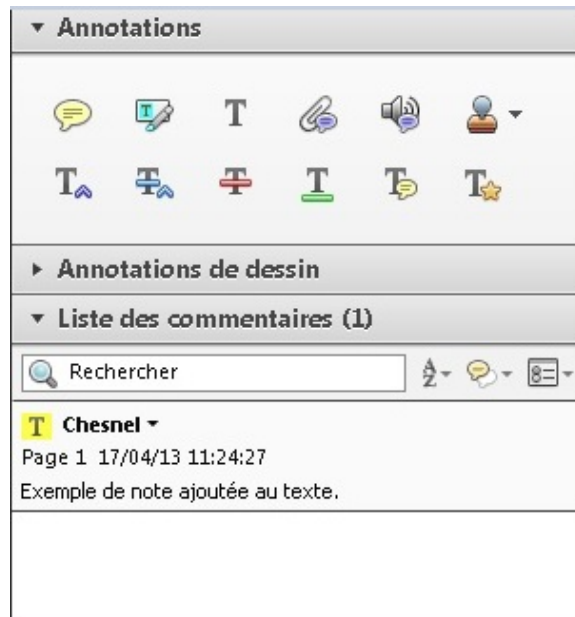 Annotations
Annotations de dessin
Liste des commentaires (1)
Rechercher
Chesnel
Page 1 17/04/13 11:24:27
Exemple de note ajoutée au texte.